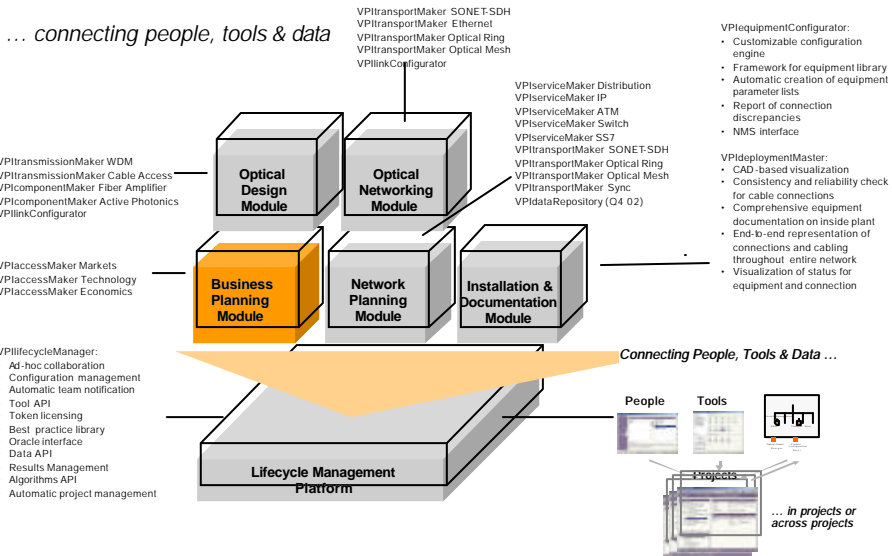 ... connecting people, tools & data
VPItransportMaker SONET-SDH
VPItransportMaker Ethernet
VPItransportMaker Optical Ring
VPItransportMaker Optical Mesh
VPIlinkConfigurator
VPIserviceMaker Distribution
VPIserviceMaker IP
VPIserviceMaker ATM
VPIserviceMaker Switch
VPIserviceMaker SS7
VPItransportMaker SONET-SDH
VPItransportMaker Optical Ring
VPItransportMaker Optical Mesh
VPItransportMaker Sync
VPIdataRepository (Q4 02)
VPIequipmentConfigurator:
• Customizable configuration
engine
• Framework for equipment library
• Automatic creation of equipment
parameter lists
• Report of connection
discrepancies
• NMS interface
VPIdeploymentMaster:
• CAD-based visualization
• Consistency and reliability check
for cable connections
• Comprehensive equipment
documentation on inside plant
• End-to-end representation of
connections and cabling
throughout entire network
• Visualization of status for
equipment and connection
VPItransmissionMaker WDM
VPItransmissionMaker Cable Access
VPIcomponentMaker Fiber Amplifier
VPIcomponentMaker Active Photonics
VPIlinkConfigurator
Optical
Design
Module
Optical
Networking
Module
VPIaccessMaker Markets
VPIaccessMaker Technology
VPIaccessMaker Economics
Business
Planning
Module
Network
Planning
Module
Installation &
Documentation
Module
VPIlifecycleManager:
Ad-hoc collaboration
Configuration management
Automatic team notification
Tool API
Token licensing
Best practice library
Oracle interface
Data API
Results Management
Algorithms API
Automatic project management
Lifecycle Management
Platform
Connecting People, Tools & Data ...
People
Tools
Projects
... in projects or
across projects